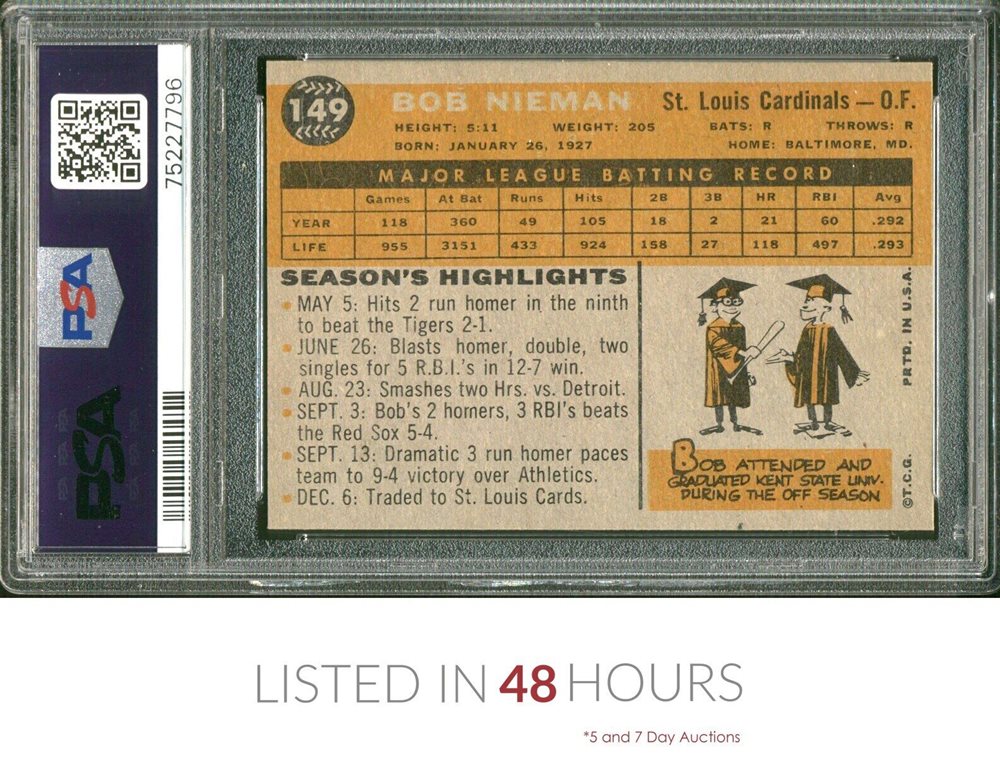 75227796
PSA
PSA
149
BOB NIEMAN St. Louis Cardinals — O.F.
HEIGHT: 5:11 WEIGHT: 205 BATS: R THROWS: R
BORN: JANUARY 26, 1927 HOME: BALTIMORE, MD.
MAJOR LEAGUE BATTING RECORD
Games At Bat Runs Hits 2B 3B HR RBI Avg
YEAR 118 360 49 105 18 2 21 60 .292
LIFE 955 3151 433 924 158 27 118 497 .293
SEASON'S HIGHLIGHTS
MAY 5: Hits 2 run homer in the ninth
to beat the Tigers 2-1.
JUNE 26: Blasts homer, double, two
singles for 5 R.B.I.'s in 12-7 win.
AUG. 23: Smashes two Hrs. vs. Detroit.
SEPT. 3: Bob's 2 homers, 3 RBI's beats
the Red Sox 5-4.
SEPT. 13: Dramatic 3 run homer paces
team to 9-4 victory over Athletics.
DEC. 6: Traded to St. Louis Cards.
BOB ATTENDED AND
GRADUATED KENT STATE UNIV.
DURING THE OFF SEASON
©T.C.G. PRTD. IN U.S.A.
LISTED IN 48 HOURS
*5 and 7 Day Auctions